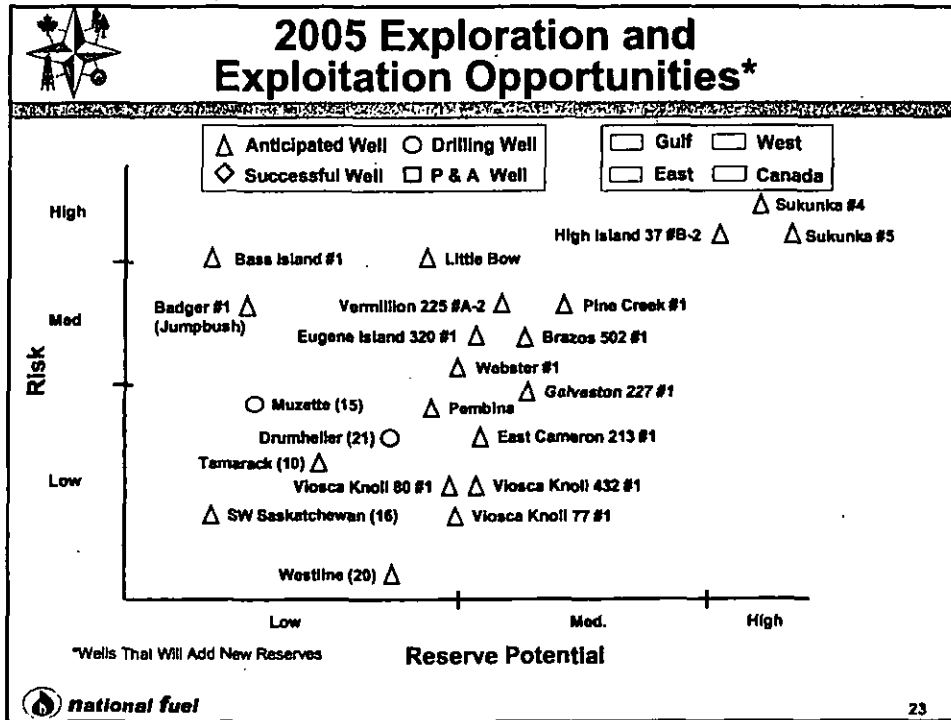 2005 Exploration and
Exploitation Opportunities*
Anticipated Well Drilling Well
Successful Well P & A Well
Gulf West
East Canada
High
Sukunka #4
High Island 37 #B-2 Sukunka #5
Bass Island #1 Little Bow
Badger #1
(Jumpbush)
Vermillion 225 #A-2 Pine Creek #1
Med
Eugene Island 320 #1 Brazos 502 #1
Risk
Webster #1
Galveston 227 #1
Muzette (15) Pembina
Drumheller (21) East Cameron 213 #1
Tamarack (10)
Low
Viosca Knoll 80 #1 Viosca Knoll 432 #1
SW Saskatchewan (16) Viosca Knoll 77 #1
Westline (20)
Low Med. High
*Wells That Will Add New Reserves Reserve Potential
national fuel 23